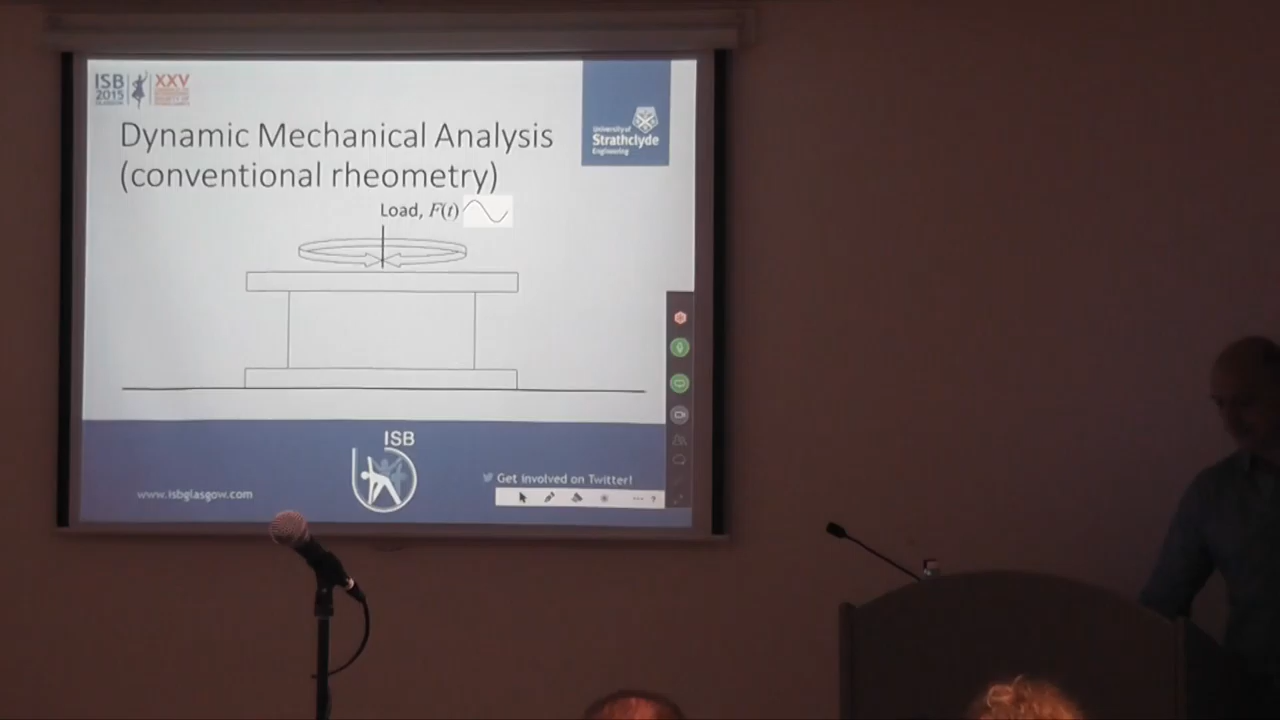 ISB
2015
XXV
Dynamic Mechanical Analysis
(conventional rheometry)
University of
Strathclyde
Engineering
Load, F(t)
ISB
Get involved on Twitter!
www.isbglasgow.com
... ?